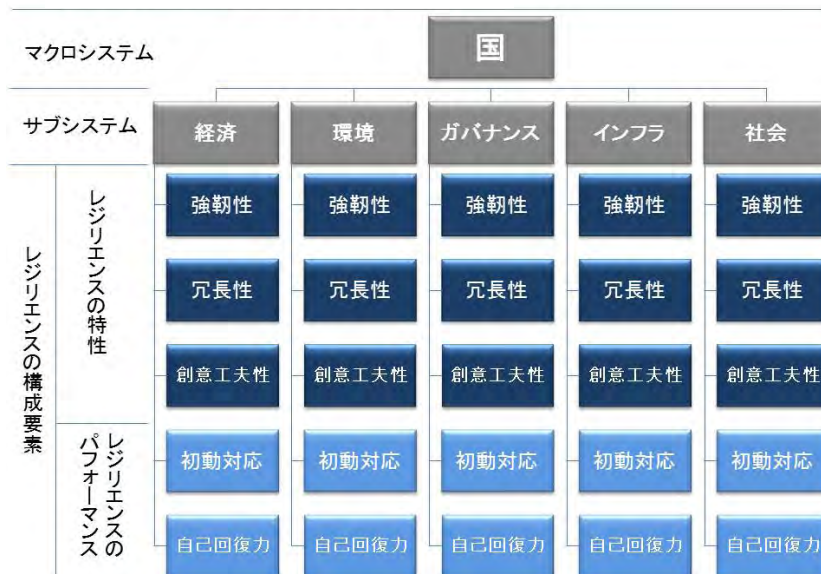 マクロシステム
国
サブシステム
経済
環境
ガバナンス
インフラ
社会
レジリエンスの構成要素
レジリエンスの特性
強靭性
強靭性
強靭性
強靭性
強靭性
冗長性
冗長性
冗長性
冗長性
冗長性
創意工夫性
創意工夫性
創意工夫性
創意工夫性
創意工夫性
レジリエンスの
パフォーマンス
初動対応
初動対応
初動対応
初動対応
初動対応
自己回復力
自己回復力
自己回復力
自己回復力
自己回復力